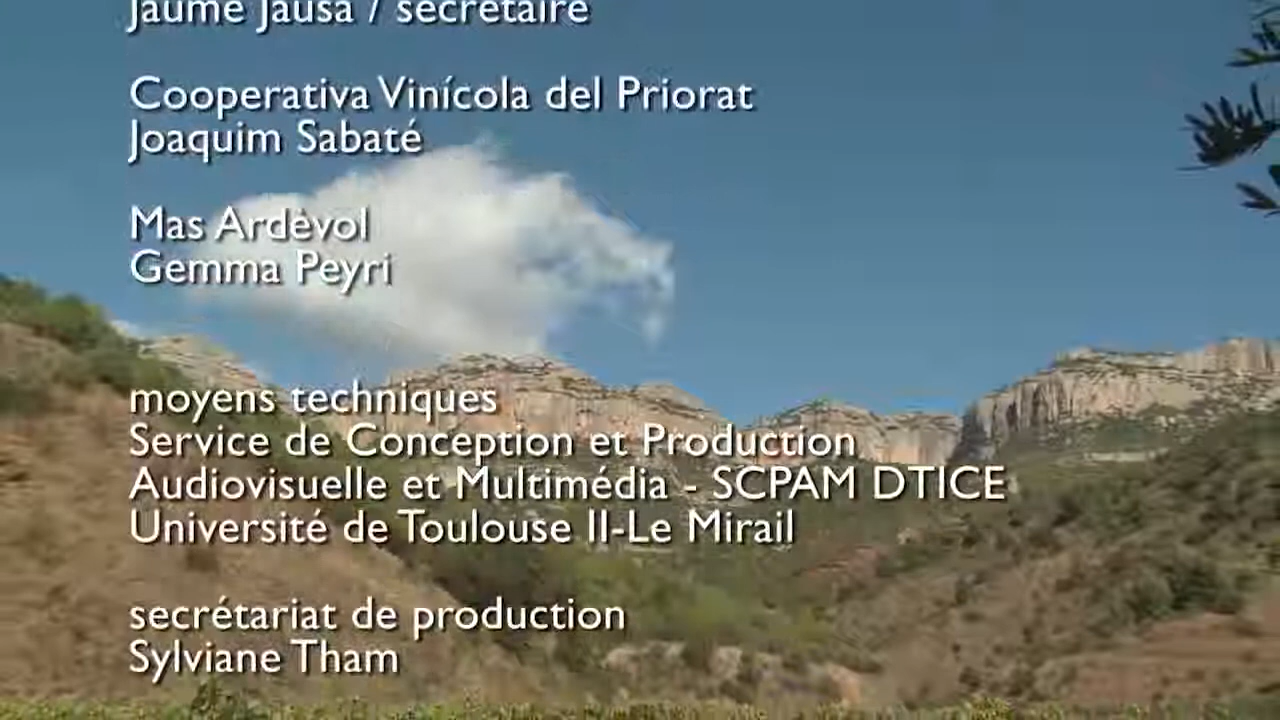 Jaume Jausà / secrétaire
Cooperativa Vinícola del Priorat
Joaquim Sabaté
Mas Ardèvol
Gemma Peyri
moyens techniques
Service de Conception et Production
Audiovisuelle et Multimédia - SCPAM DTICE
Université de Toulouse II-Le Mirail
secrétariat de production
Sylviane Tham